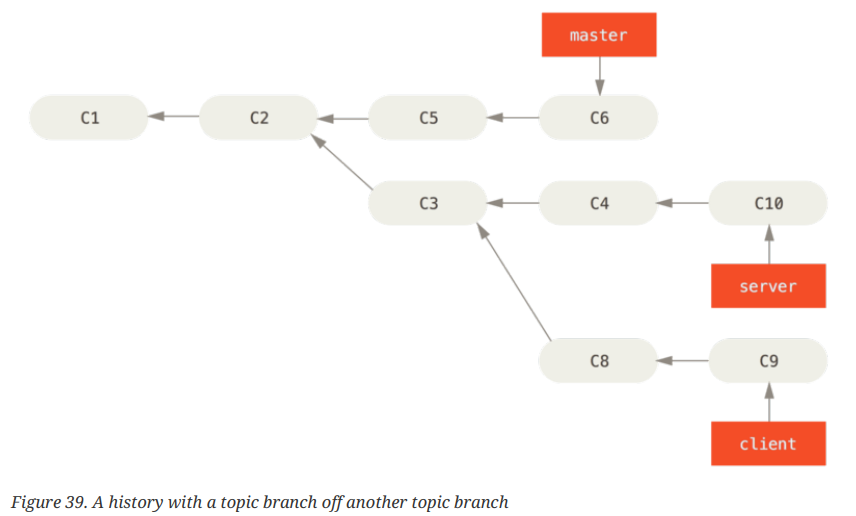 master
C1
C2
C5
C6
C3
C4
C10
server
C8
C9
client
Figure 39. A history with a topic branch off another topic branch